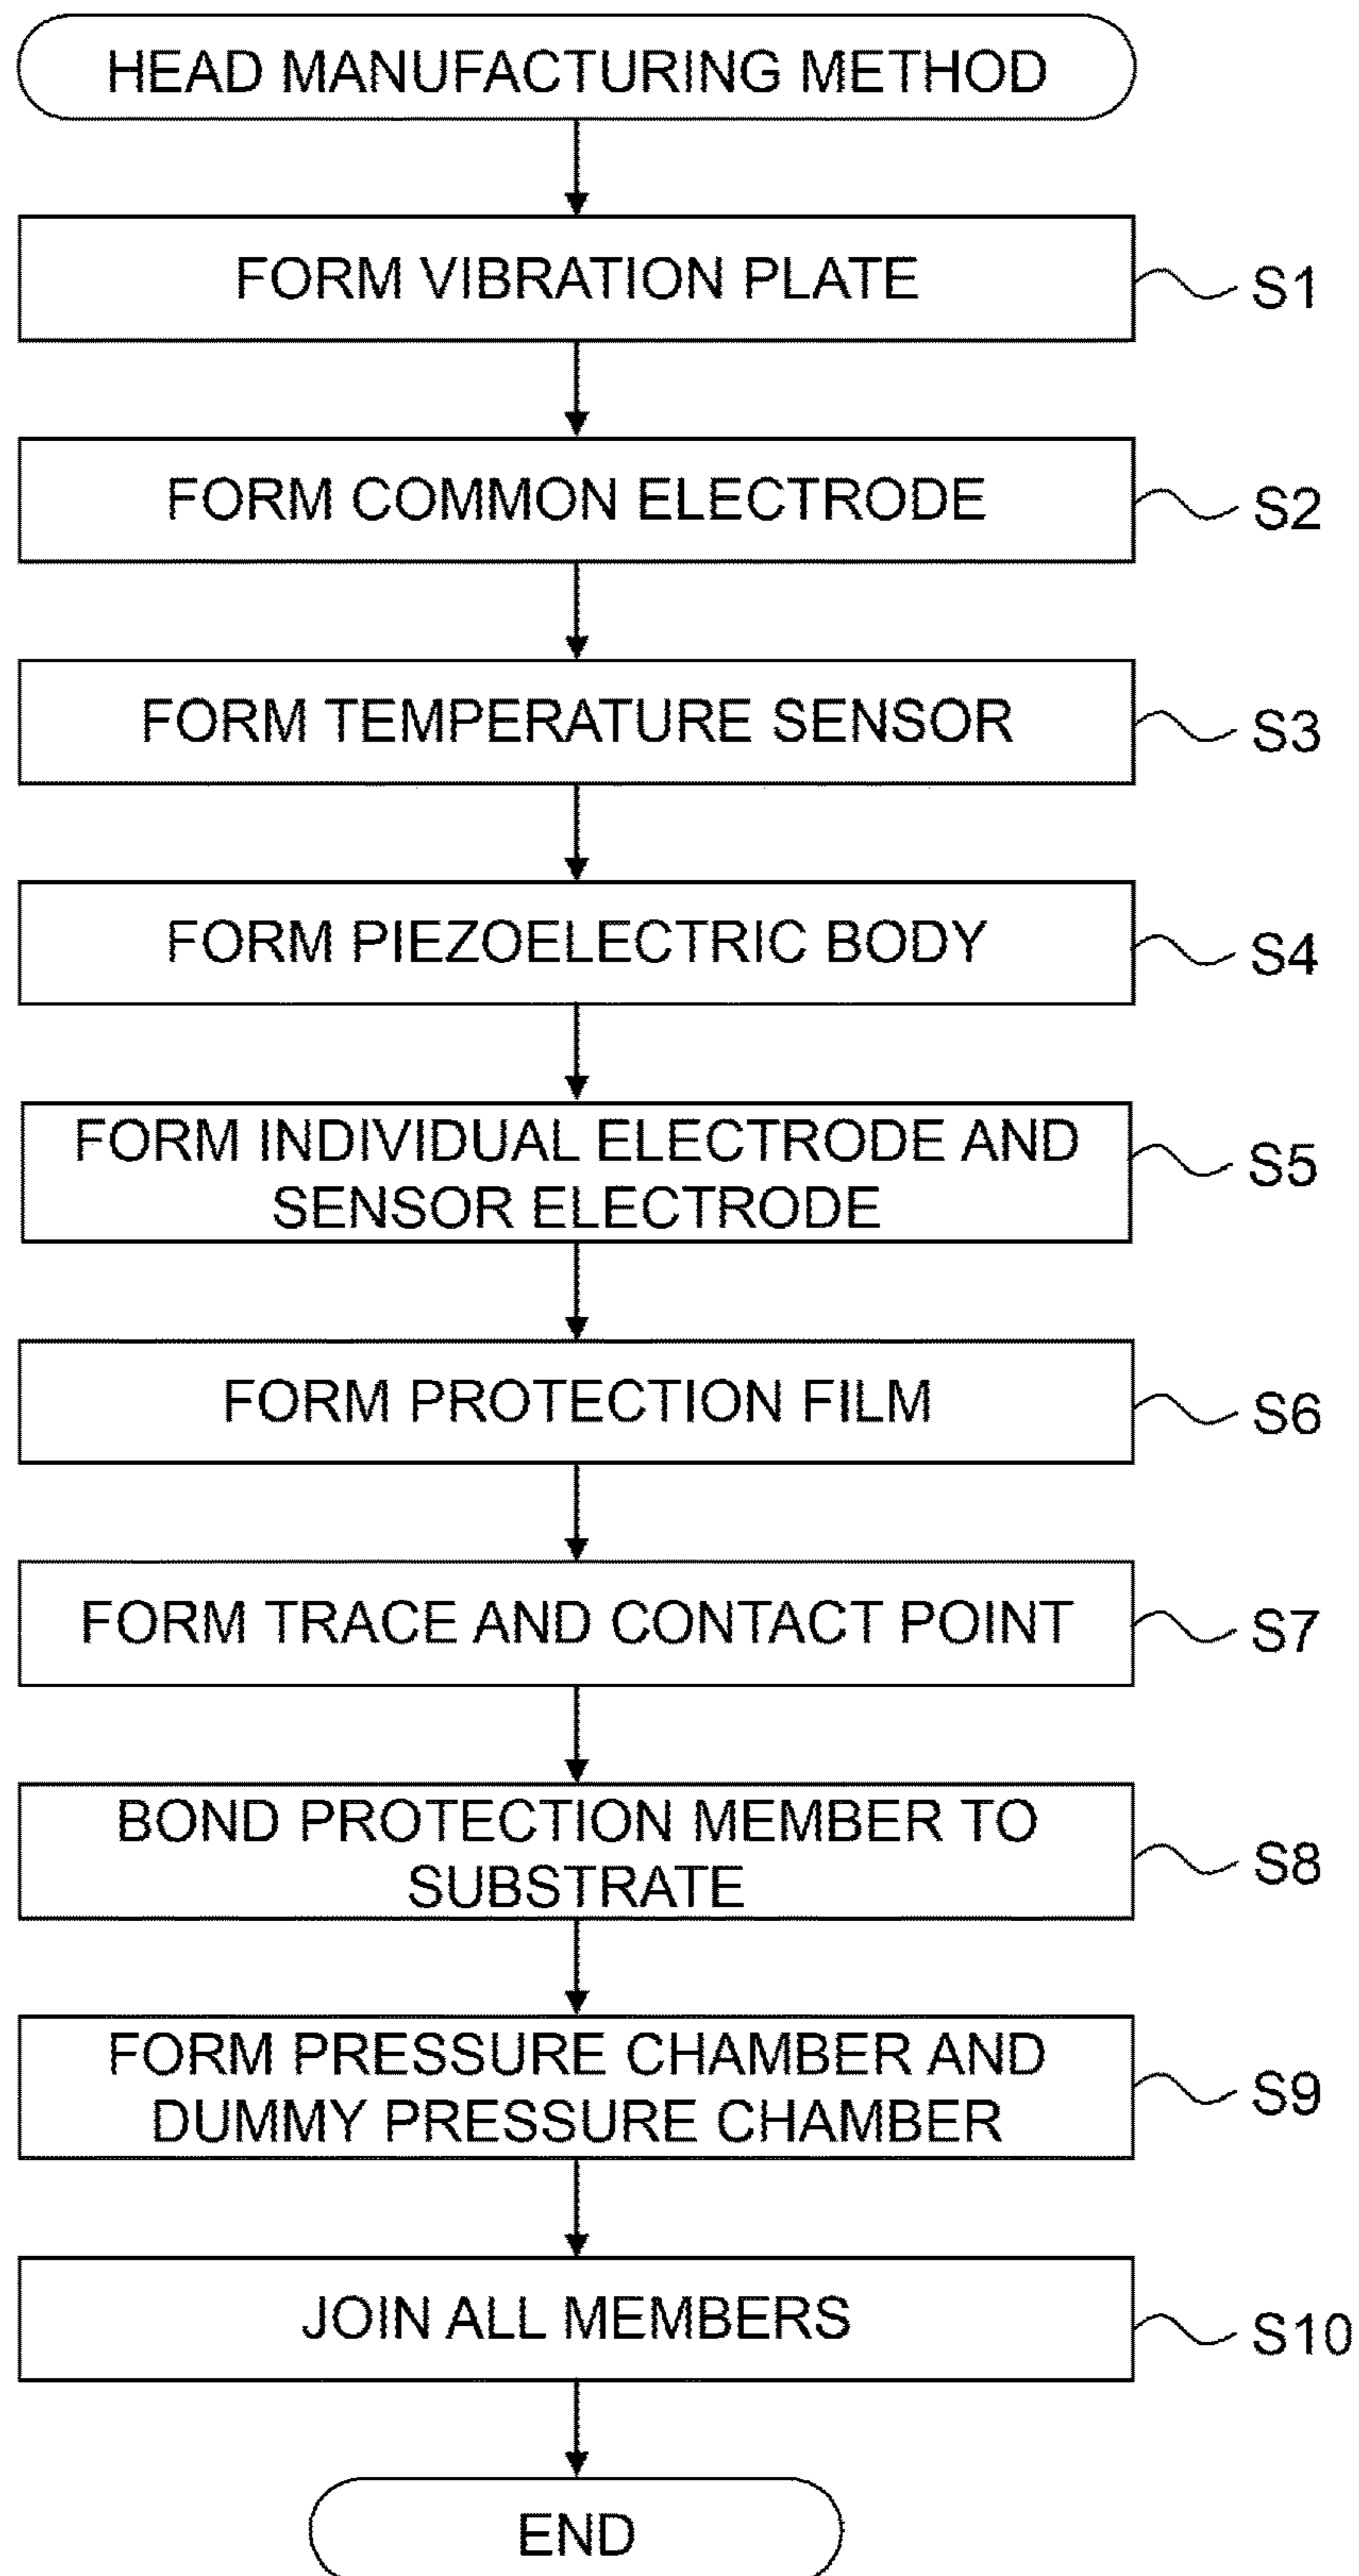 HEAD MANUFACTURING METHOD
FORM VIBRATION PLATE
S1
FORM COMMON ELECTRODE
S2
FORM TEMPERATURE SENSOR
S3
FORM PIEZOELECTRIC BODY
S4
FORM INDIVIDUAL ELECTRODE AND
SENSOR ELECTRODE
S5
FORM PROTECTION FILM
S6
FORM TRACE AND CONTACT POINT
S7
BOND PROTECTION MEMBER TO
SUBSTRATE
S8
FORM PRESSURE CHAMBER AND
DUMMY PRESSURE CHAMBER
S9
JOIN ALL MEMBERS
S10
END